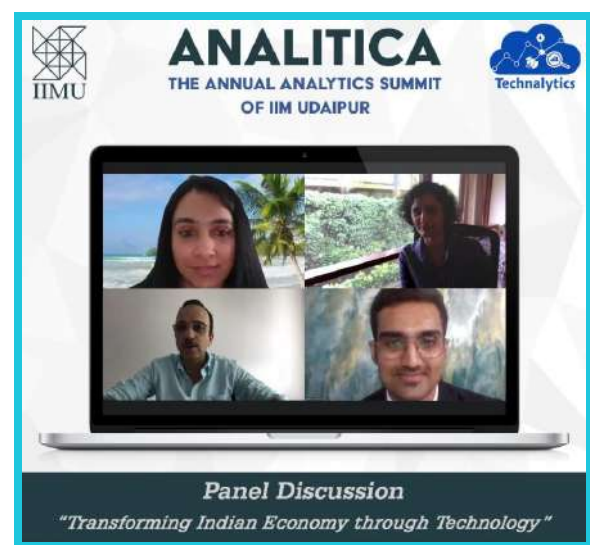 IIMU
ANALITICA
THE ANNUAL ANALYTICS SUMMIT
OF IIM UDAIPUR
Technalytics
Panel Discussion
"Transforming Indian Economy through Technology"